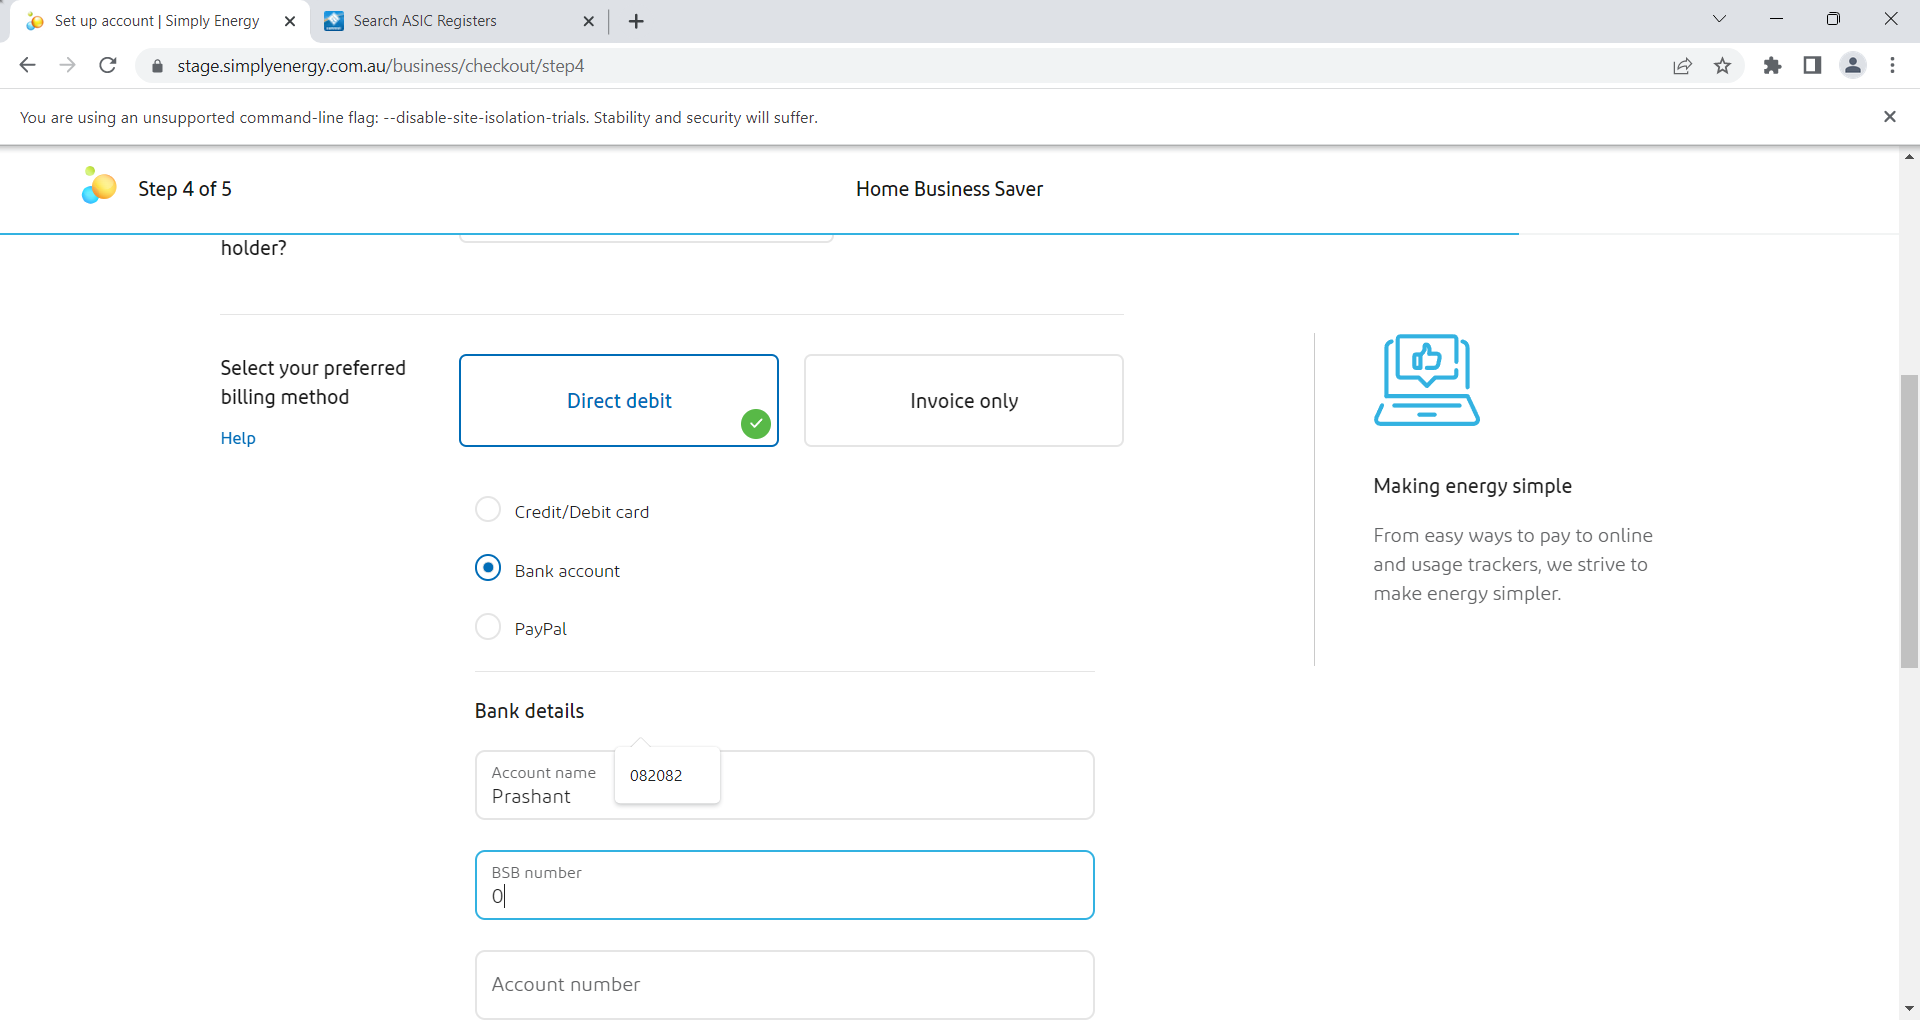 Set up account | Simply Energy
Search ASIC Registers
stage.simplyenergy.com.au/business/checkout/step4
You are using an unsupported command-line flag: --disable-site-isolation-trials. Stability and security will suffer.
Step 4 of 5
Home Business Saver
holder?
Select your preferred
billing method
Help
Direct debit
Invoice only
Credit/Debit card
Bank account
PayPal
Bank details
Account name
Prashant
082082
BSB number
0
Account number
Making energy simple
From easy ways to pay to online
and usage trackers, we strive to
make energy simpler.